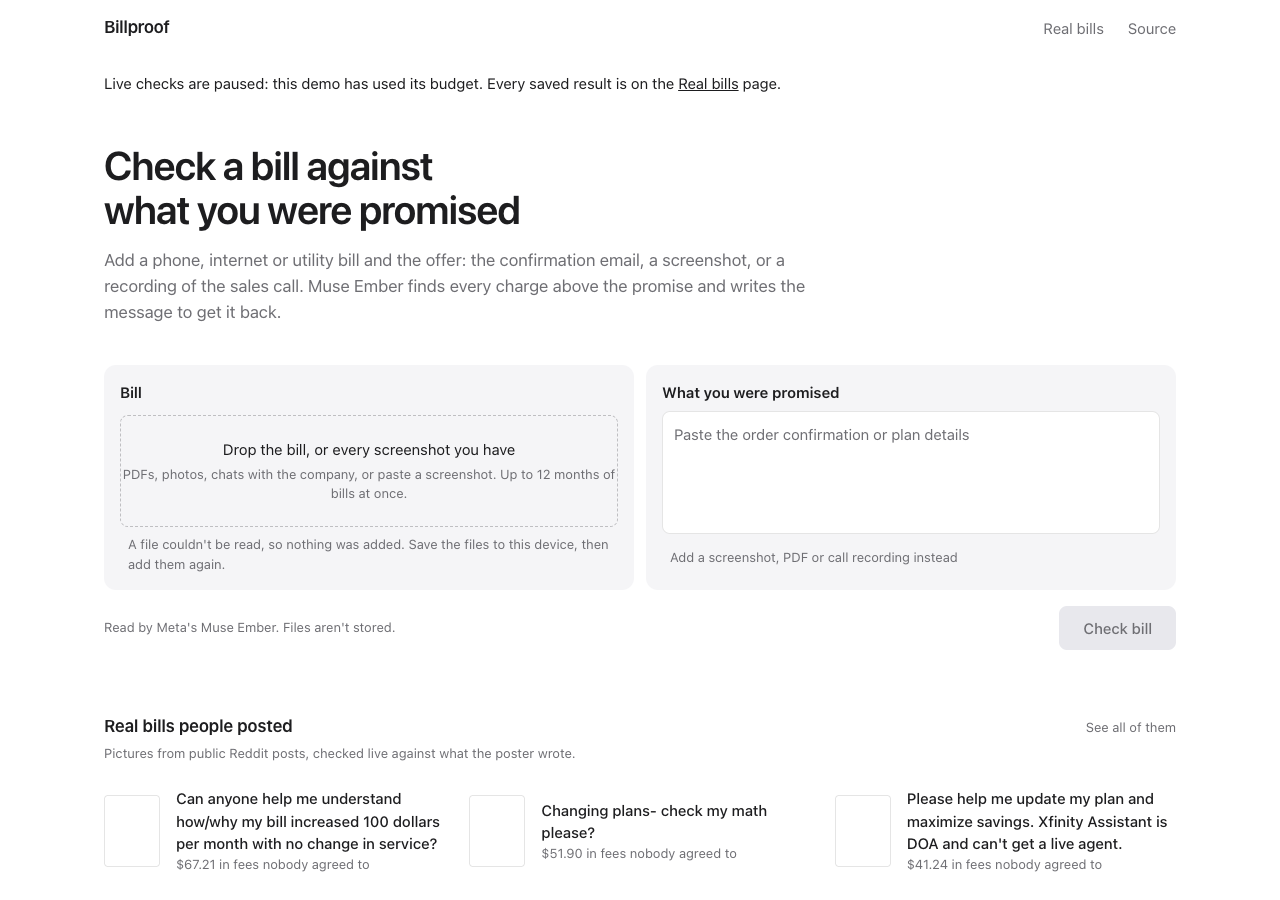 Billproof
Real bills
Source
Live checks are paused: this demo has used its budget. Every saved result is on the Real bills page.
Check a bill against
what you were promised
Add a phone, internet or utility bill and the offer: the confirmation email, a screenshot, or a
recording of the sales call. Muse Ember finds every charge above the promise and writes the
message to get it back.
Bill
Drop the bill, or every screenshot you have
PDFs, photos, chats with the company, or paste a screenshot. Up to 12 months of
bills at once.
A file couldn't be read, so nothing was added. Save the files to this device, then
add them again.
What you were promised
Paste the order confirmation or plan details
Add a screenshot, PDF or call recording instead
Read by Meta's Muse Ember. Files aren't stored.
Check bill
Real bills people posted
See all of them
Pictures from public Reddit posts, checked live against what the poster wrote.
Can anyone help me understand
how/why my bill increased 100 dollars
per month with no change in service?
$67.21 in fees nobody agreed to
Changing plans- check my math
please?
$51.90 in fees nobody agreed to
Please help me update my plan and
maximize savings. Xfinity Assistant is
DOA and can't get a live agent.
$41.24 in fees nobody agreed to